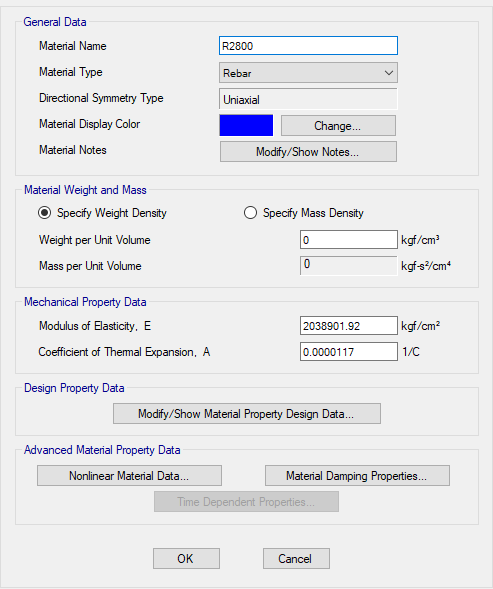 General Data
Material Name R2800
Material Type Rebar
Directional Symmetry Type Uniaxial
Material Display Color Change...
Material Notes Modify/Show Notes...
Material Weight and Mass
Specify Weight Density Specify Mass Density
Weight per Unit Volume 0 kgf/cm³
Mass per Unit Volume 0 kgf-s²/cm⁴
Mechanical Property Data
Modulus of Elasticity, E 2038901.92 kgf/cm²
Coefficient of Thermal Expansion, A 0.0000117 1/C
Design Property Data
Modify/Show Material Property Design Data...
Advanced Material Property Data
Nonlinear Material Data... Material Damping Properties...
Time Dependent Properties...
OK Cancel